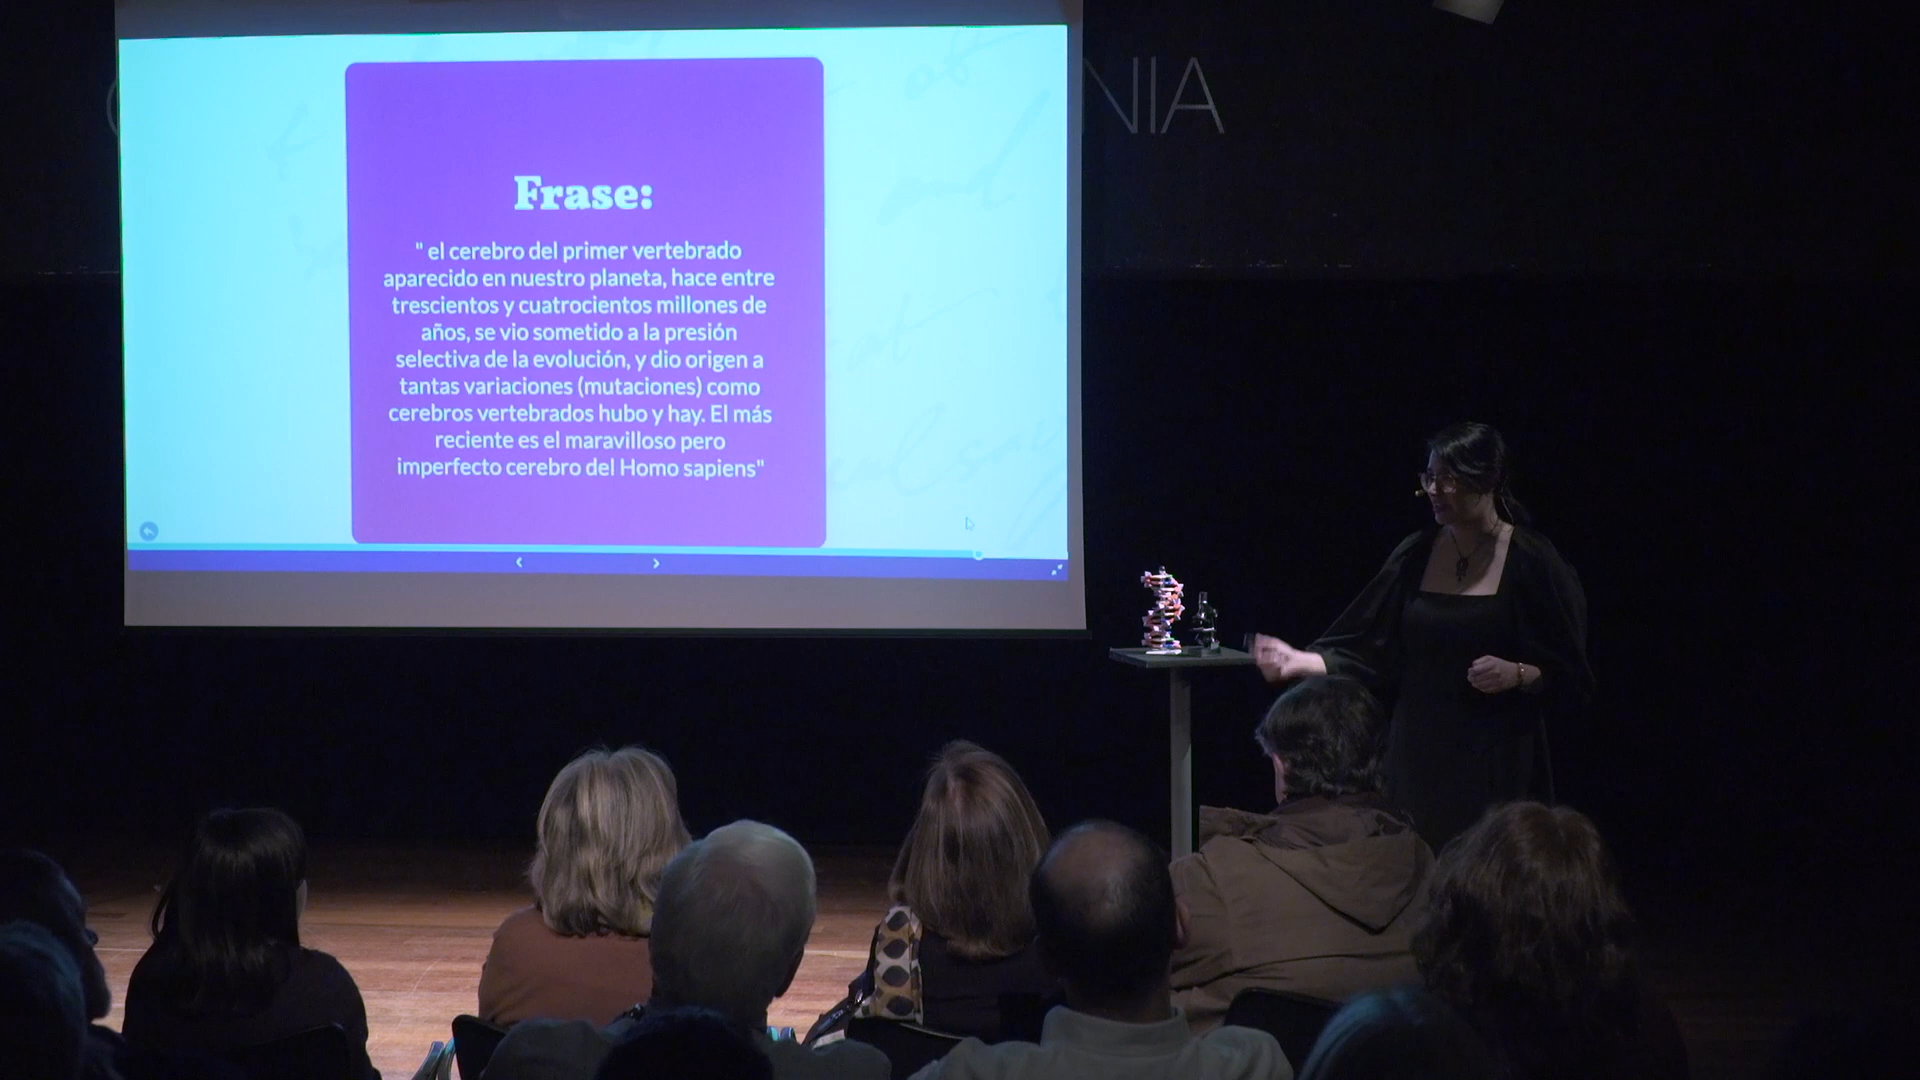 NIA
Frase:
" el cerebro del primer vertebrado
aparecido en nuestro planeta, hace entre
trescientos y cuatrocientos millones de
años, se vio sometido a la presión
selectiva de la evolución, y dio origen a
tantas variaciones (mutaciones) como
cerebros vertebrados hubo y hay. El más
reciente es el maravilloso pero
imperfecto cerebro del Homo sapiens"